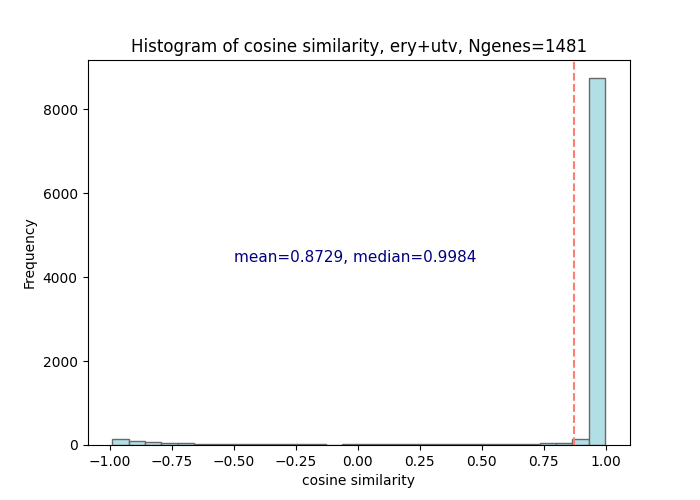 Histogram of cosine similarity, ery+utv, Ngenes=1481
Frequency
8000
6000
4000
2000
0
mean=0.8729, median=0.9984
−1.00 −0.75 −0.50 −0.25 0.00 0.25 0.50 0.75 1.00
cosine similarity